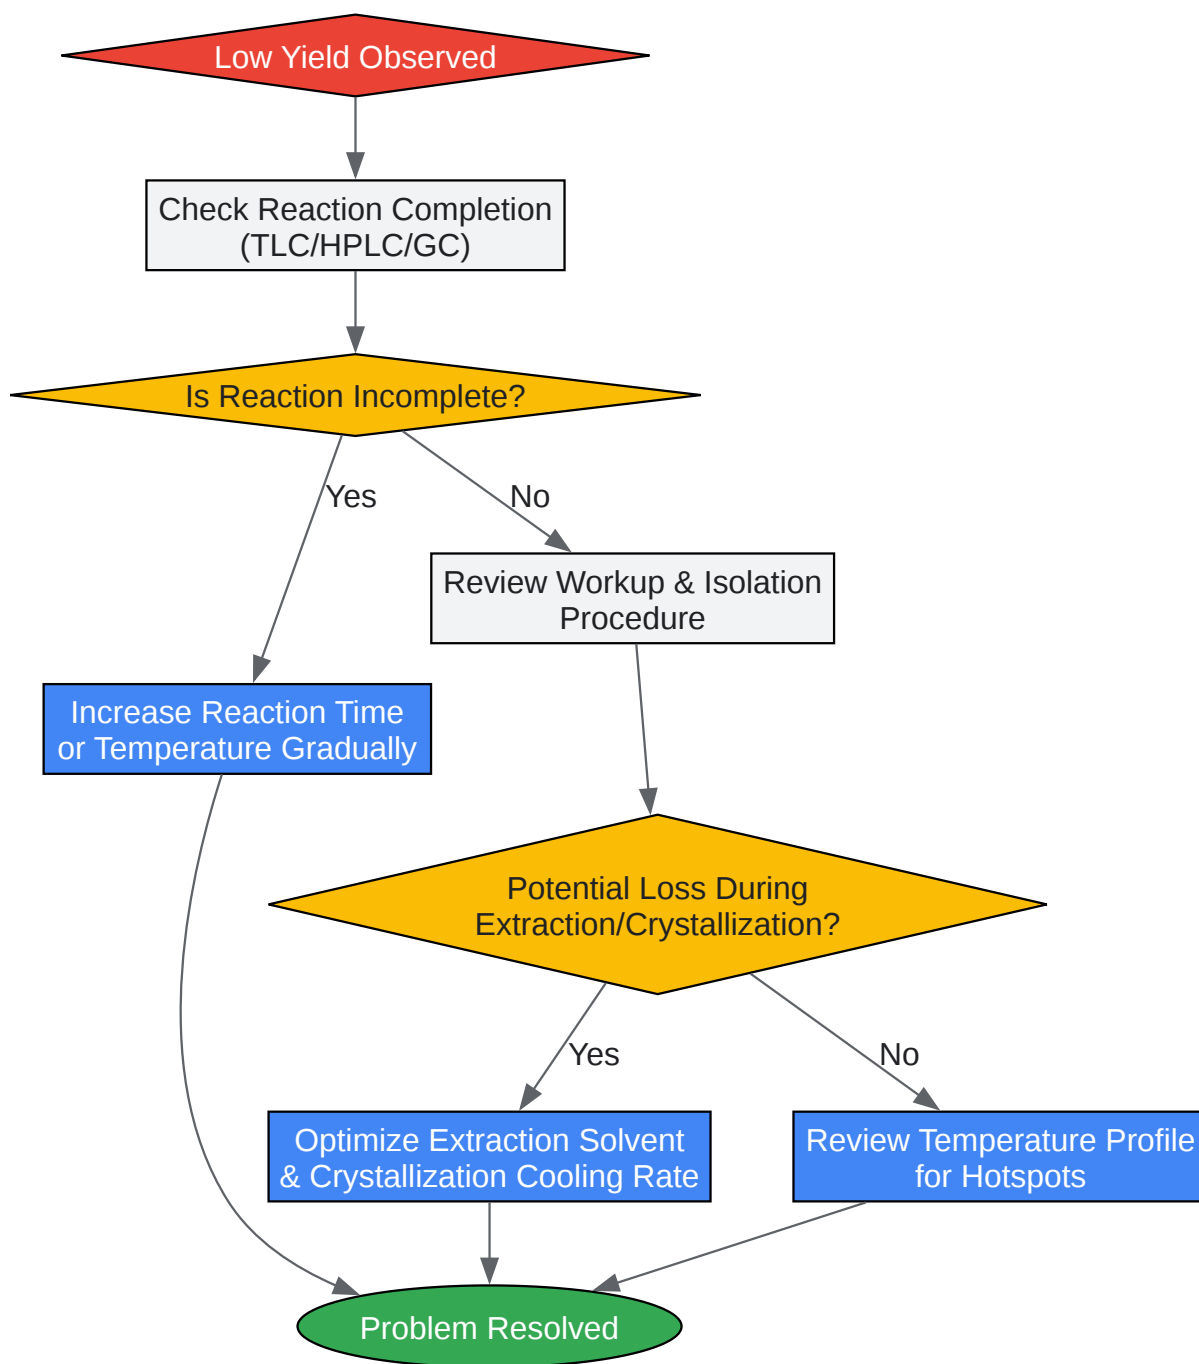 Low Yield Observed
Check Reaction Completion
(TLC/HPLC/GC)
Is Reaction Incomplete?
Yes
No
Review Workup & Isolation
Procedure
Increase Reaction Time
or Temperature Gradually
Potential Loss During
Extraction/Crystallization?
Yes
No
Optimize Extraction Solvent
& Crystallization Cooling Rate
Review Temperature Profile
for Hotspots
Problem Resolved